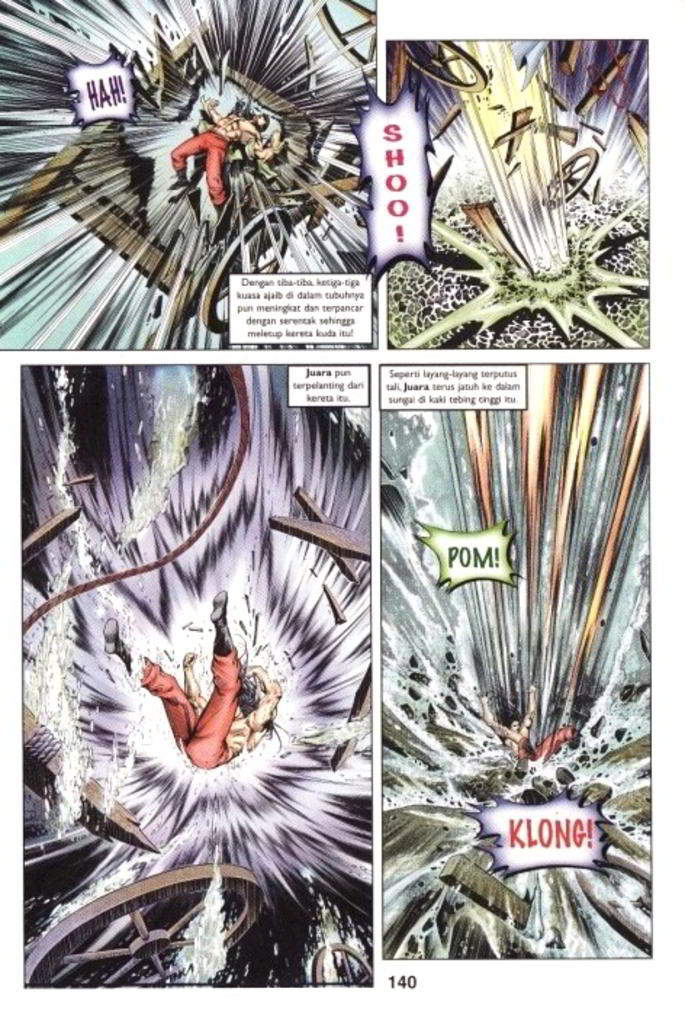 HAH!
Dengan tiba-tiba, ketiga-tiga
kuasa ajaib di dalam tubuhnya
pun meningkat dan terpancar
dengan serentak sehingga
meletup kereta kuda itu!
SHOO!
Juara pun
terpelanting dari
kereta itu.
Seperti layang-layang terputus
tali, Juara terus jatuh ke dalam
sungai di kaki tebing tinggi itu.
POM!
KLONG!
140